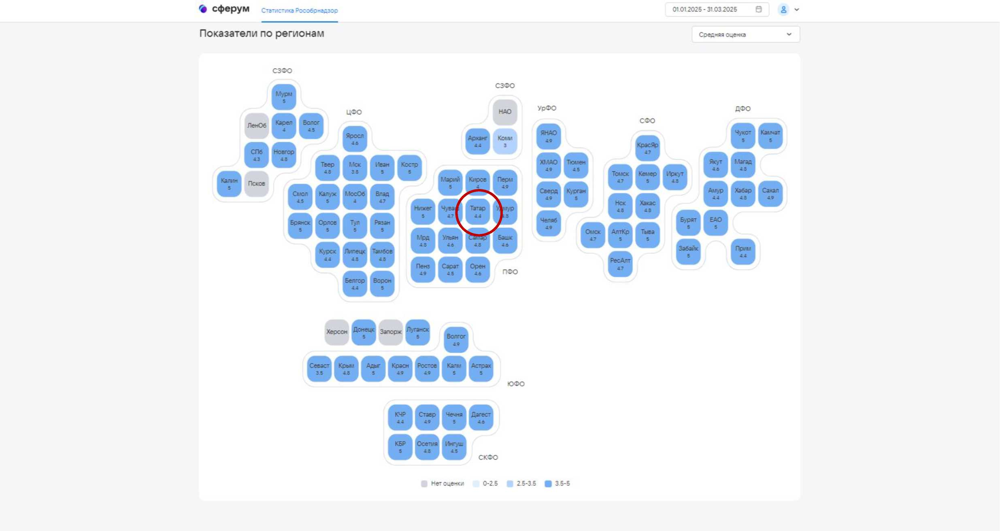 сферум
Статистика Рособрнадзор
01.01.2025 - 31.03.2025
Показатели по регионам
Средняя оценка
СЗФО
Мурм
5
ЛенОб
Карел
4
Волог
4.5
СПб
4.3
Новгор
4.8
Калин
5
Псков
ЦФО
Яросл
4.6
Твер
4.8
Мск
3.8
Иван
5
Костр
5
Смол
4.5
Калуж
5
МосОб
4
Влад
4.7
Брянск
5
Орлов
5
Тул
5
Рязан
5
Курск
4.4
Липецк
4.8
Тамбов
4.8
Белгор
4.4
Ворон
5
СЗФО
НАО
Арханг
4.4
Коми
3
Марий
5
Киров
4
Перм
4.9
Нижег
5
Чуваш
4.7
Татар
4.4
Удмур
4.8
Мрд
4.8
Ульян
4.6
Самар
4.8
Башк
4.6
Пенз
4.9
Сарат
4.5
Орен
4.6
ПФО
УрФО
ЯНАО
4.9
ХМАО
4.9
Тюмен
4.5
Сверд
4.9
Курган
5
Челяб
4.9
СФО
КрасЯр
4.7
Томск
4.7
Кемер
5
Иркут
4.8
Нск
4.8
Хакас
4.8
Омск
4.7
АлтКр
5
Тыва
5
РесАлт
4.7
ДФО
Чукот
5
Камчат
5
Якут
4.6
Магад
4.8
Амур
4.4
Хабар
4.8
Сахал
4.9
Бурят
5
ЕАО
5
Забайк
5
Прим
4.4
Херсон
Донецк
5
Запорж
Луганск
5
Волгог
4.9
Севаст
3.5
Крым
4.8
Адыг
5
Красн
4.9
Ростов
4.9
Калм
5
Астрах
5
ЮФО
КЧР
4.4
Ставр
4.9
Чечня
5
Дагест
4.6
КБР
5
Осетия
4.8
Ингуш
4.5
СКФО
Нет оценки
0-2.5
2.5-3.5
3.5-5